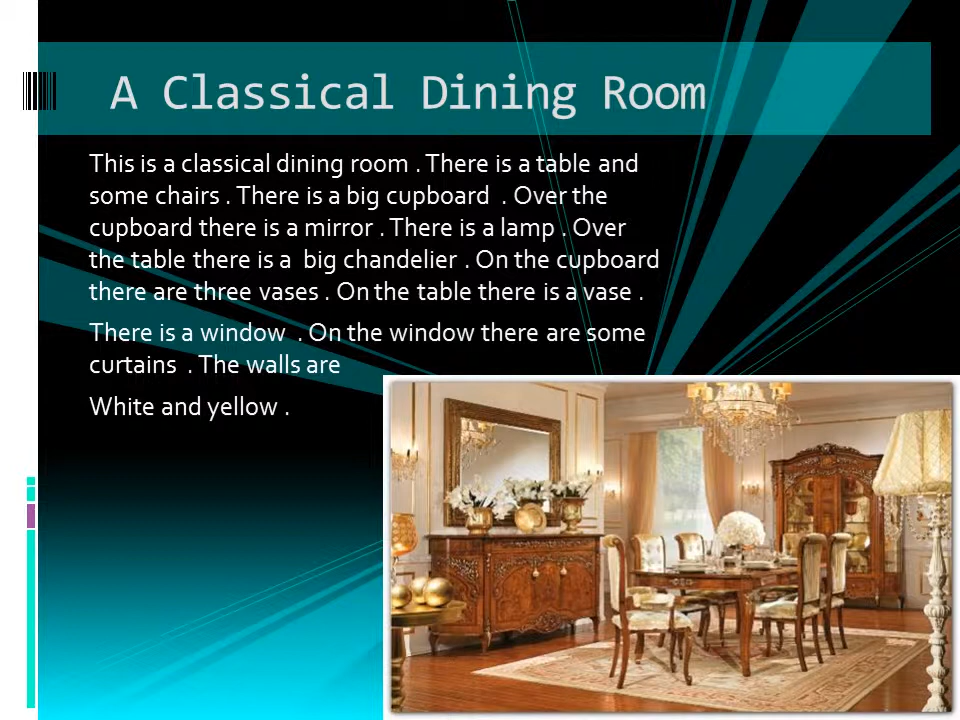 A Classical Dining Room
This is a classical dining room . There is a table and
some chairs . There is a big cupboard  . Over the
cupboard there is a mirror . There is a lamp . Over
the table there is a  big chandelier . On the cupboard
there are three vases . On the table there is a vase .
There is a window  . On the window there are some
curtains  . The walls are
White and yellow .